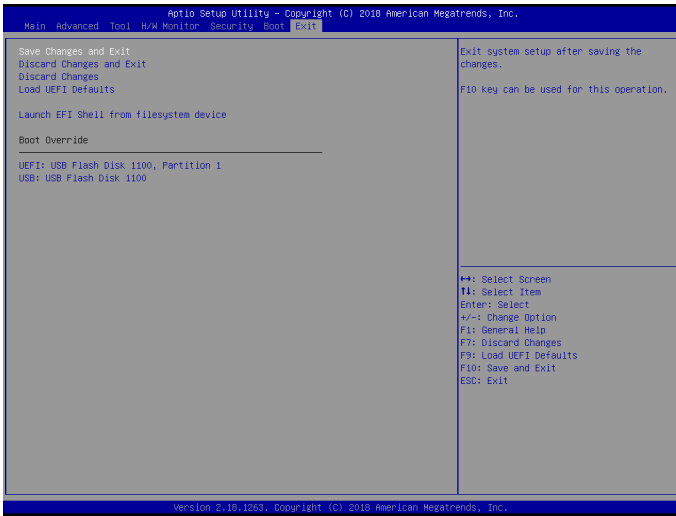 Aptio Setup Utility – Copyright (C) 2018 American Megatrends, Inc.
Main Advanced Tool H/W Monitor Security Boot Exit
Save Changes and Exit
Discard Changes and Exit
Discard Changes
Load UEFI Defaults
Launch EFI Shell from filesystem device
Boot Override
UEFI: USB Flash Disk 1100, Partition 1
USB: USB Flash Disk 1100
Exit system setup after saving the
changes.
F10 key can be used for this operation.
↔: Select Screen
↑↓: Select Item
Enter: Select
+/-: Change Option
F1: General Help
F7: Discard Changes
F9: Load UEFI Defaults
F10: Save and Exit
ESC: Exit
Version 2.18.1263. Copyright (C) 2018 American Megatrends, Inc.